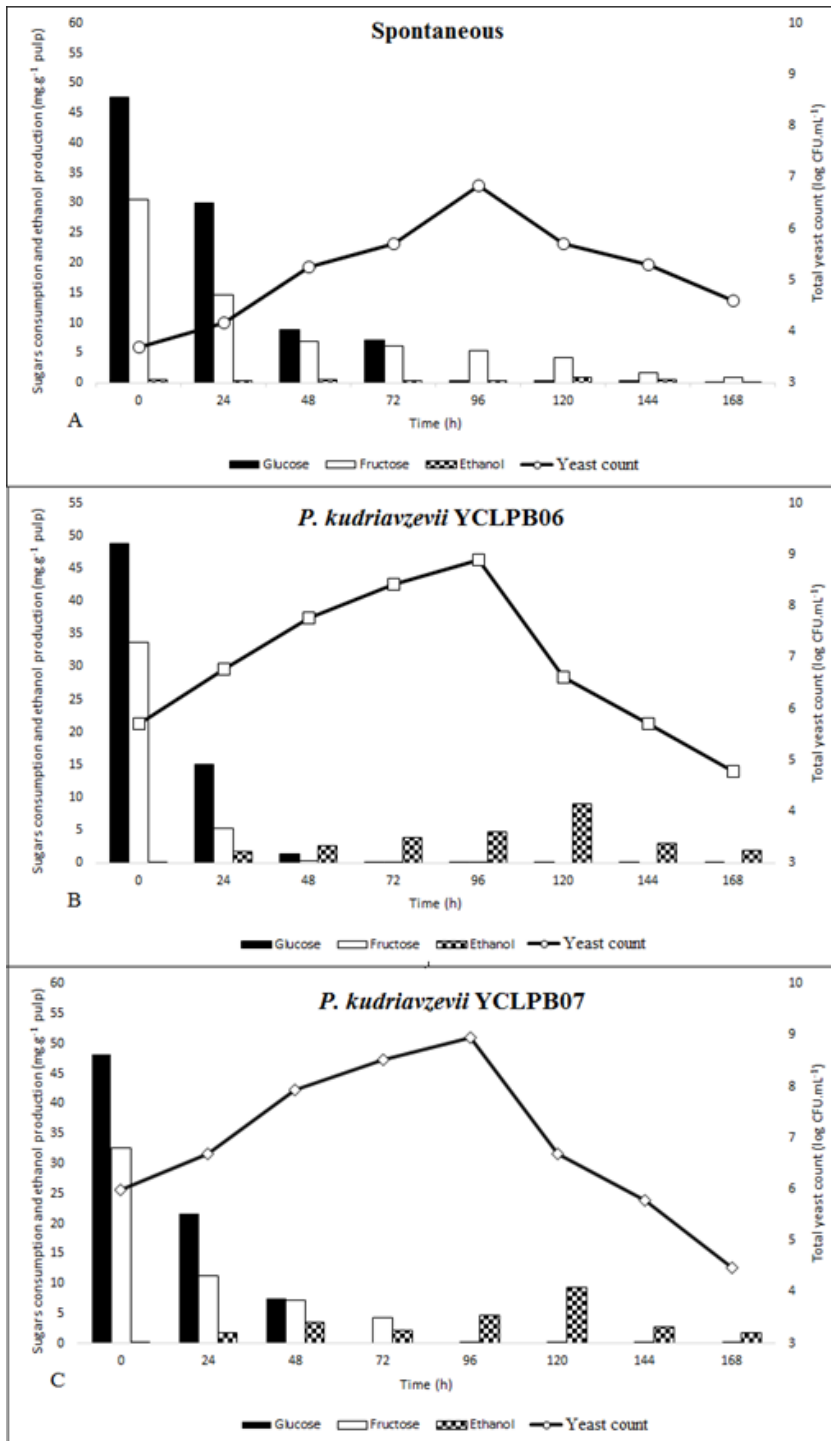 Spontaneous
Sugars consumption and ethanol production (mg.g⁻¹ pulp)
60
55
50
45
40
35
30
25
20
15
10
5
0
10
9
8
7
6
5
4
3
Total yeast count (log CFU.mL⁻¹)
0 24 48 72 96 120 144 168
Time (h)
A
Glucose Fructose Ethanol Yeast count
P. kudriavzevii YCLPB06
Sugars consumption and ethanol production (mg.g⁻¹ pulp)
55
50
45
40
35
30
25
20
15
10
5
0
10
9
8
7
6
5
4
3
Total yeast count (log CFU.mL⁻¹)
0 24 48 72 96 120 144 168
Time (h)
B
Glucose Fructose Ethanol Yeast count
P. kudriavzevii YCLPB07
Sugars consumption and ethanol production (mg.g⁻¹ pulp)
60
55
50
45
40
35
30
25
20
15
10
5
0
10
9
8
7
6
5
4
3
Total yeast count (log CFU.mL⁻¹)
0 24 48 72 96 120 144 168
Time (h)
C
Glucose Fructose Ethanol Yeast count